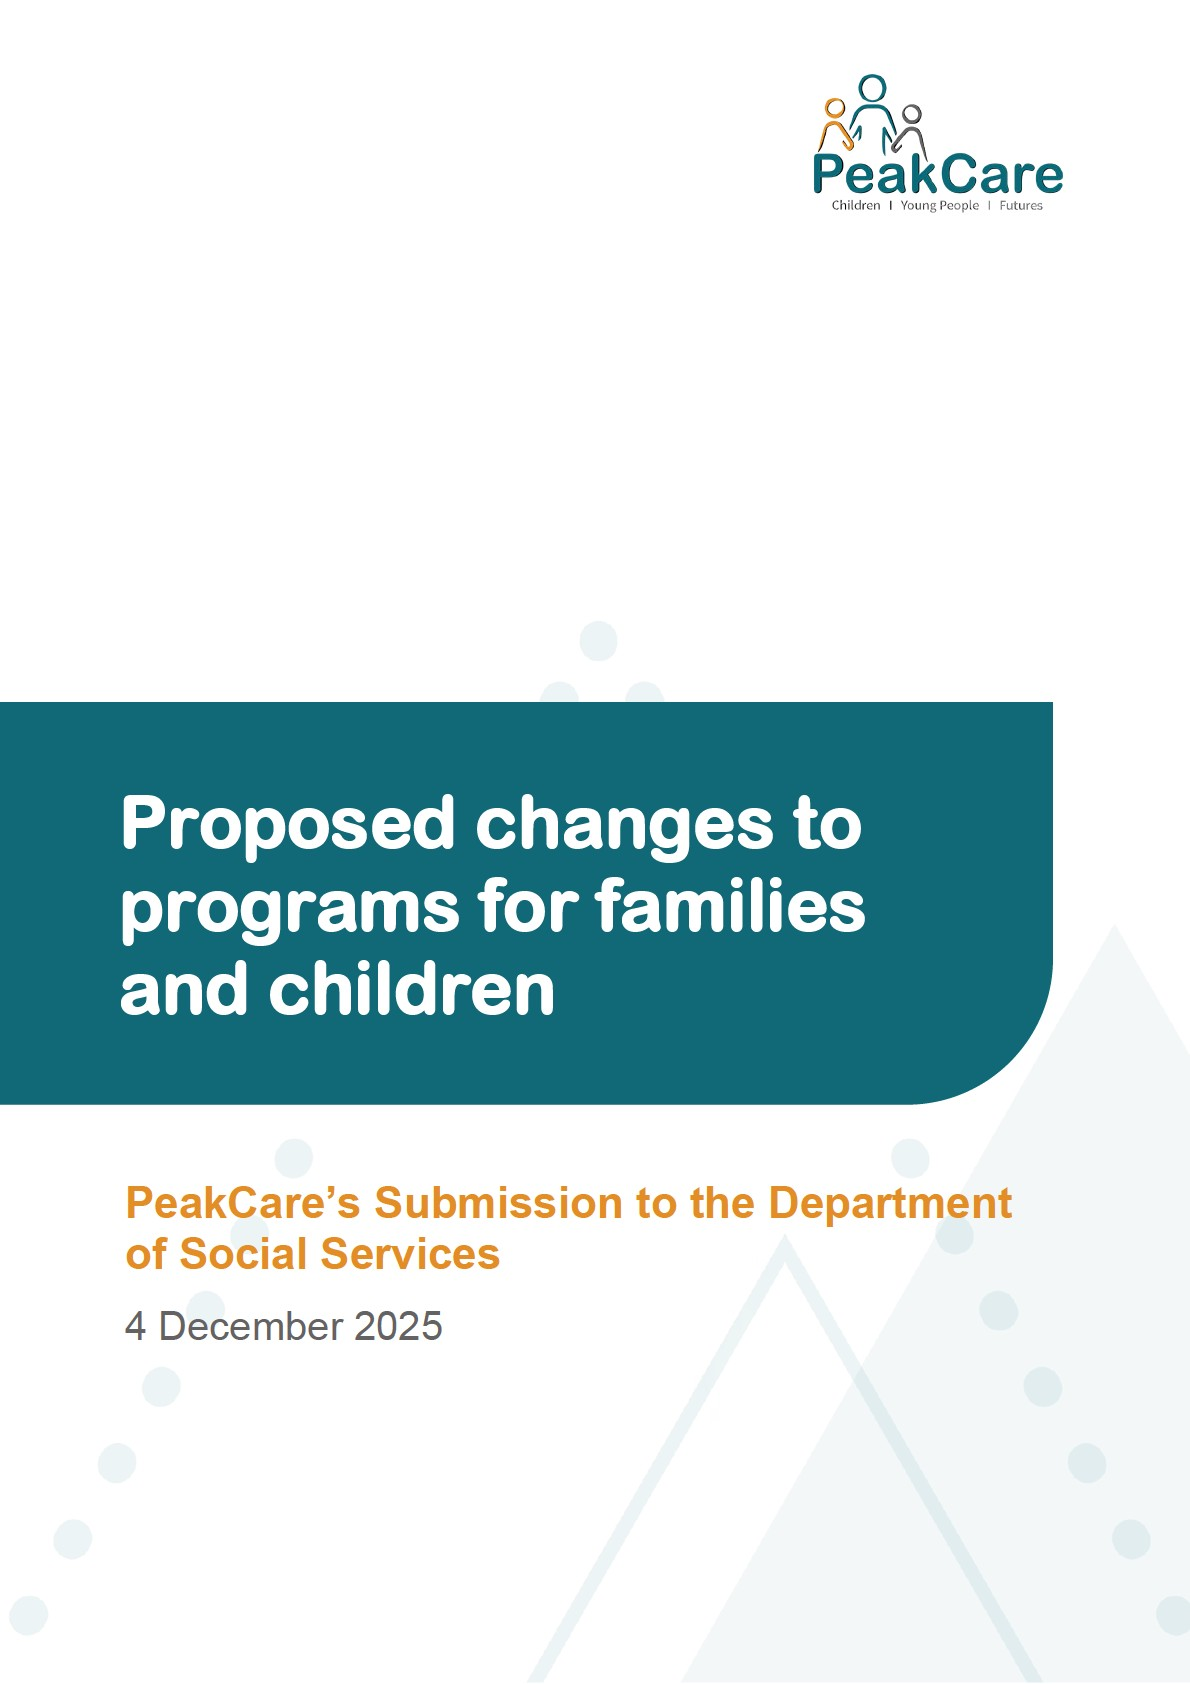 PeakCare
Children | Young People | Futures
Proposed changes to
programs for families
and children
PeakCare’s Submission to the Department
of Social Services
4 December 2025